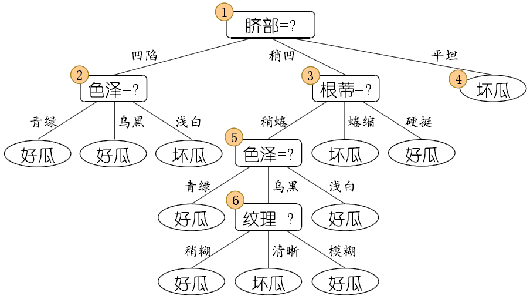 1
脐部=?
凹陷 稍凹 平坦
2 3 4
色泽=? 根蒂=? 坏瓜
青绿 乌黑 浅白 稍蜷 蜷缩 硬挺
5
好瓜 好瓜 坏瓜 色泽=? 坏瓜 好瓜
青绿 乌黑 浅白
6
好瓜 纹理 ? 好瓜
稍糊 清晰 模糊
好瓜 坏瓜 好瓜